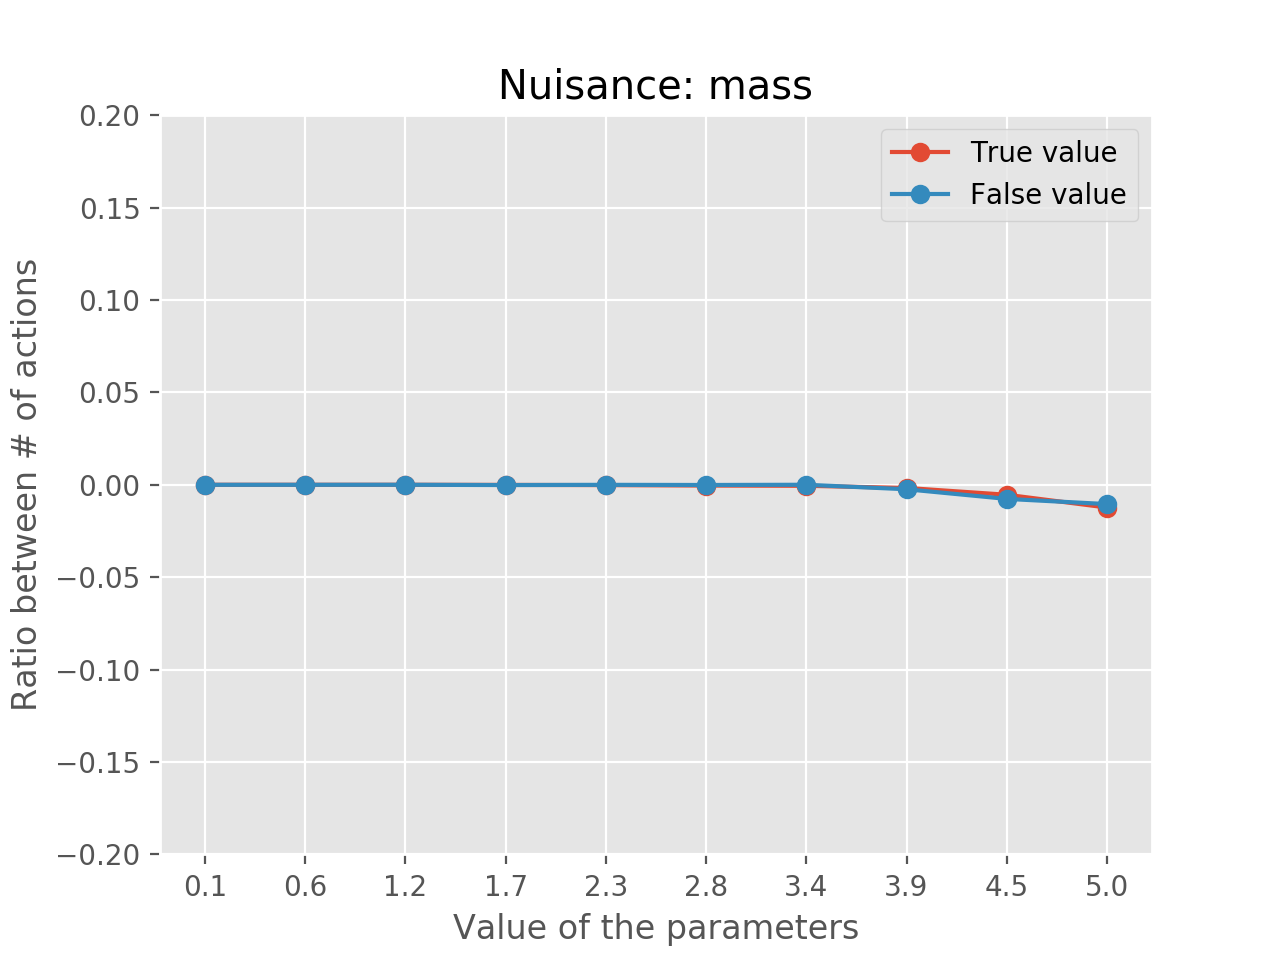 Nuisance: mass
True value
False value
Ratio between # of actions
0.20
0.15
0.10
0.05
0.00
−0.05
−0.10
−0.15
−0.20
0.1 0.6 1.2 1.7 2.3 2.8 3.4 3.9 4.5 5.0
Value of the parameters